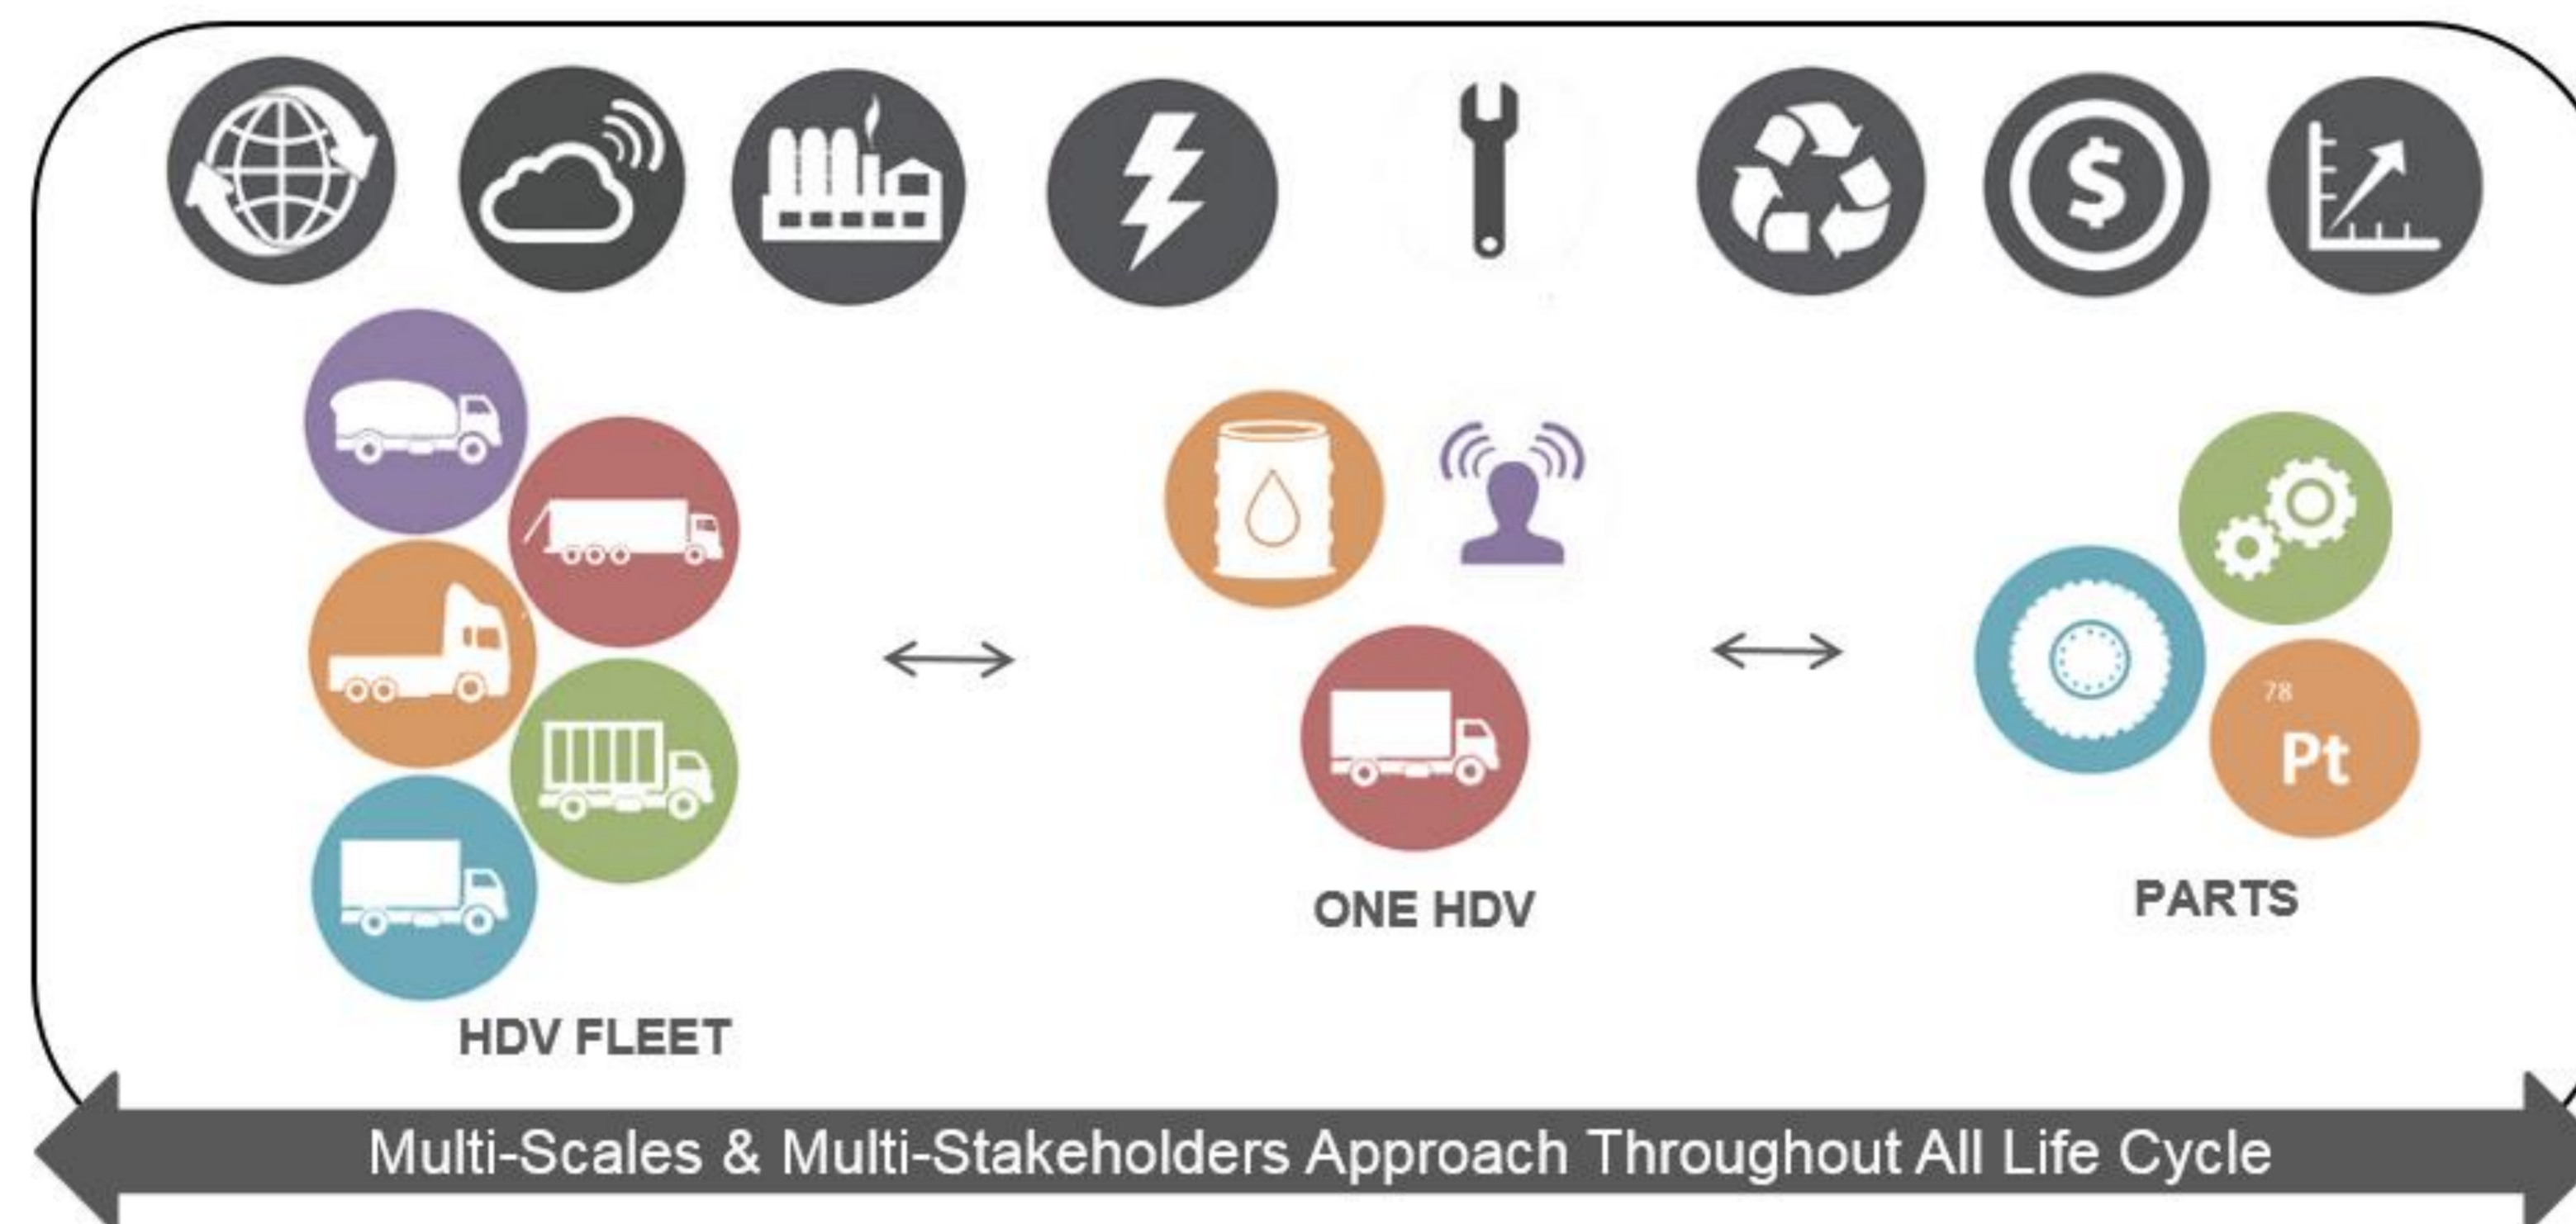 $
78
Pt
ONE HDV
PARTS
HDV FLEET
Multi-Scales & Multi-Stakeholders Approach Throughout All Life Cycle